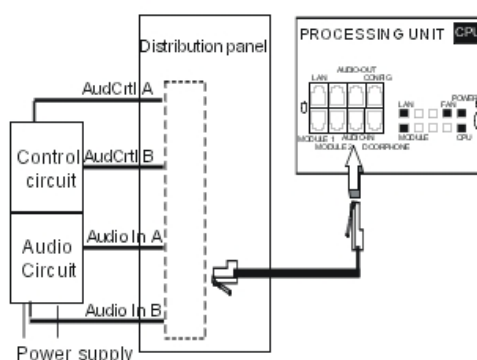 Distribution panel
AudCrtl A
AudCrtl B
Audio In A
Audio In B
Control
circuit
Audio
Circuit
Power supply
PROCESSING UNIT CPU
AUDIO-OUT
LAN CONFIG
MODULE 1 AUDIO-IN
MODULE 2 DOORPHONE
POWER
LAN FAN
MODULE CPU